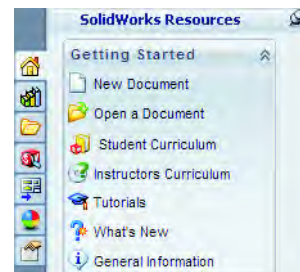 SolidWorks Resources
Getting Started
New Document
Open a Document
Student Curriculum
Instructors Curriculum
Tutorials
What's New
General Information